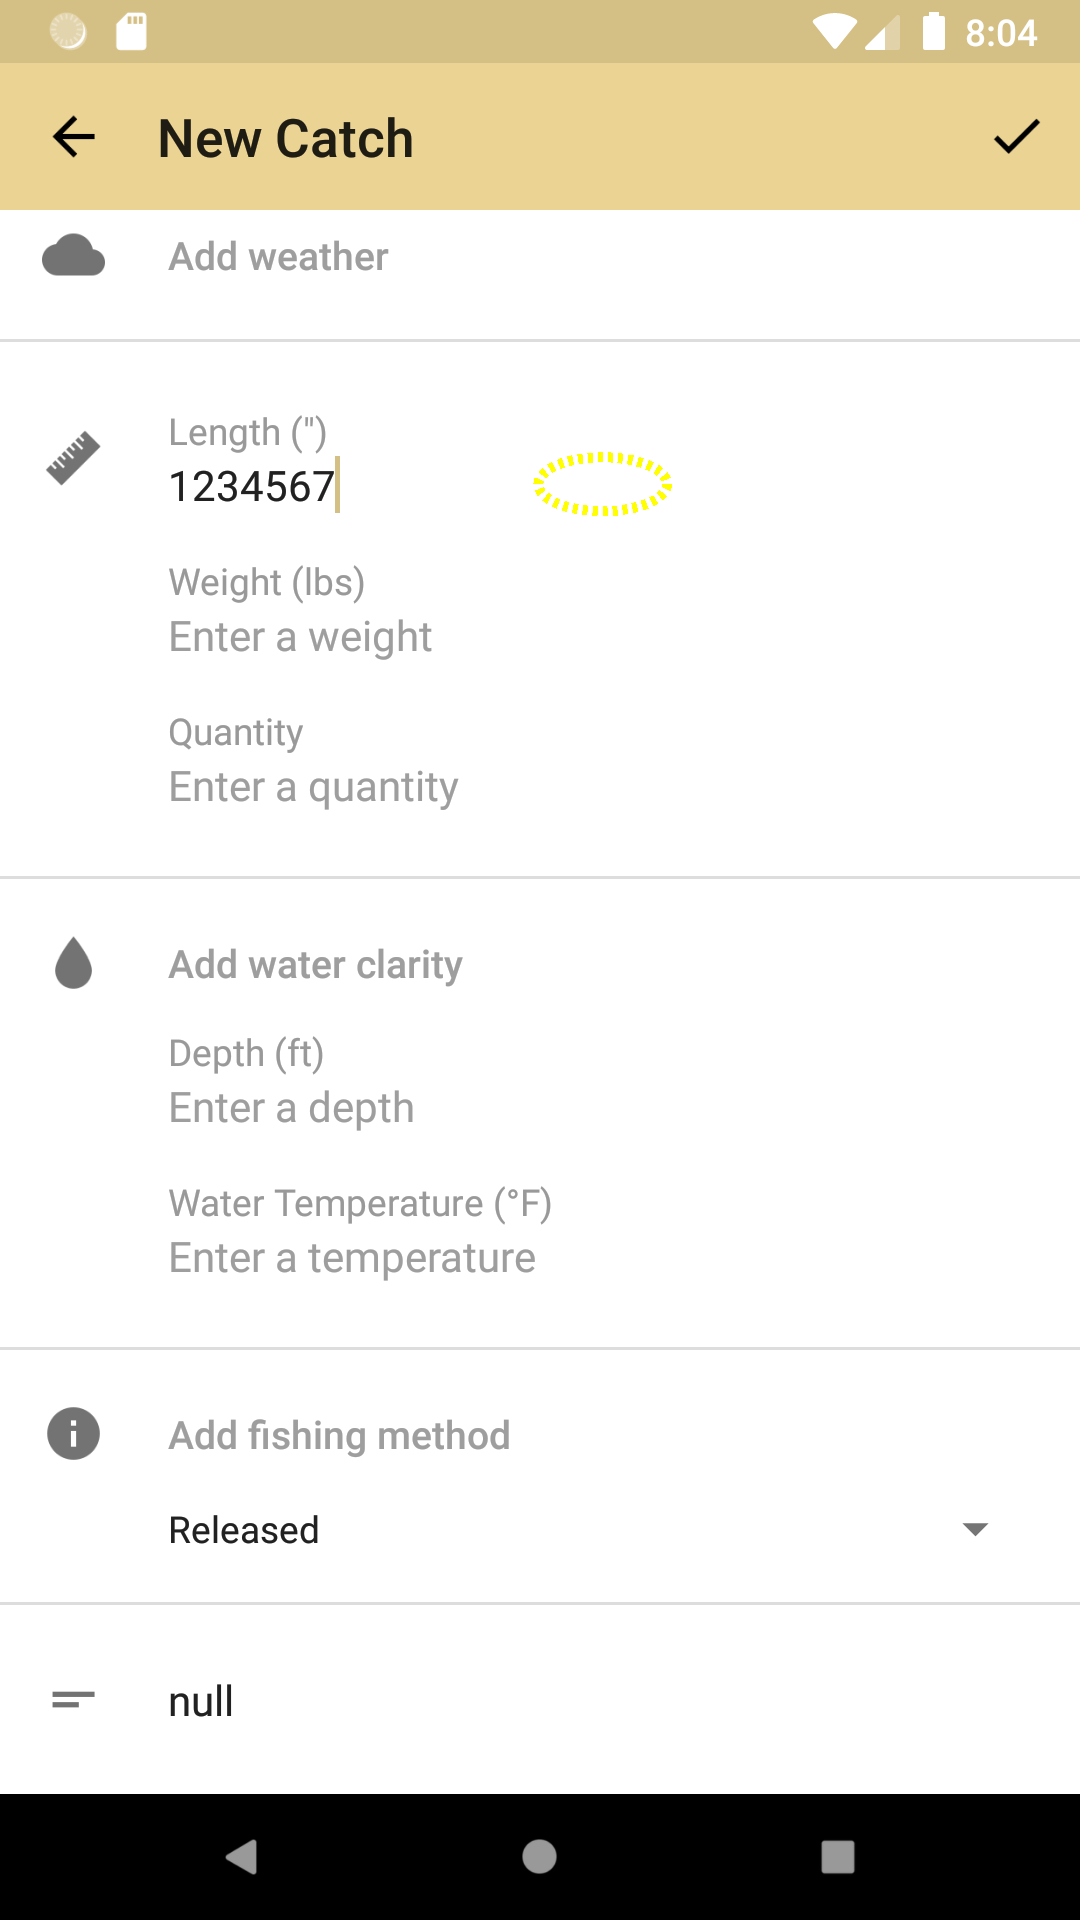 8:04
New Catch
Add weather
Length (")
1234567
Weight (lbs)
Enter a weight
Quantity
Enter a quantity
Add water clarity
Depth (ft)
Enter a depth
Water Temperature (°F)
Enter a temperature
Add fishing method
Released
null